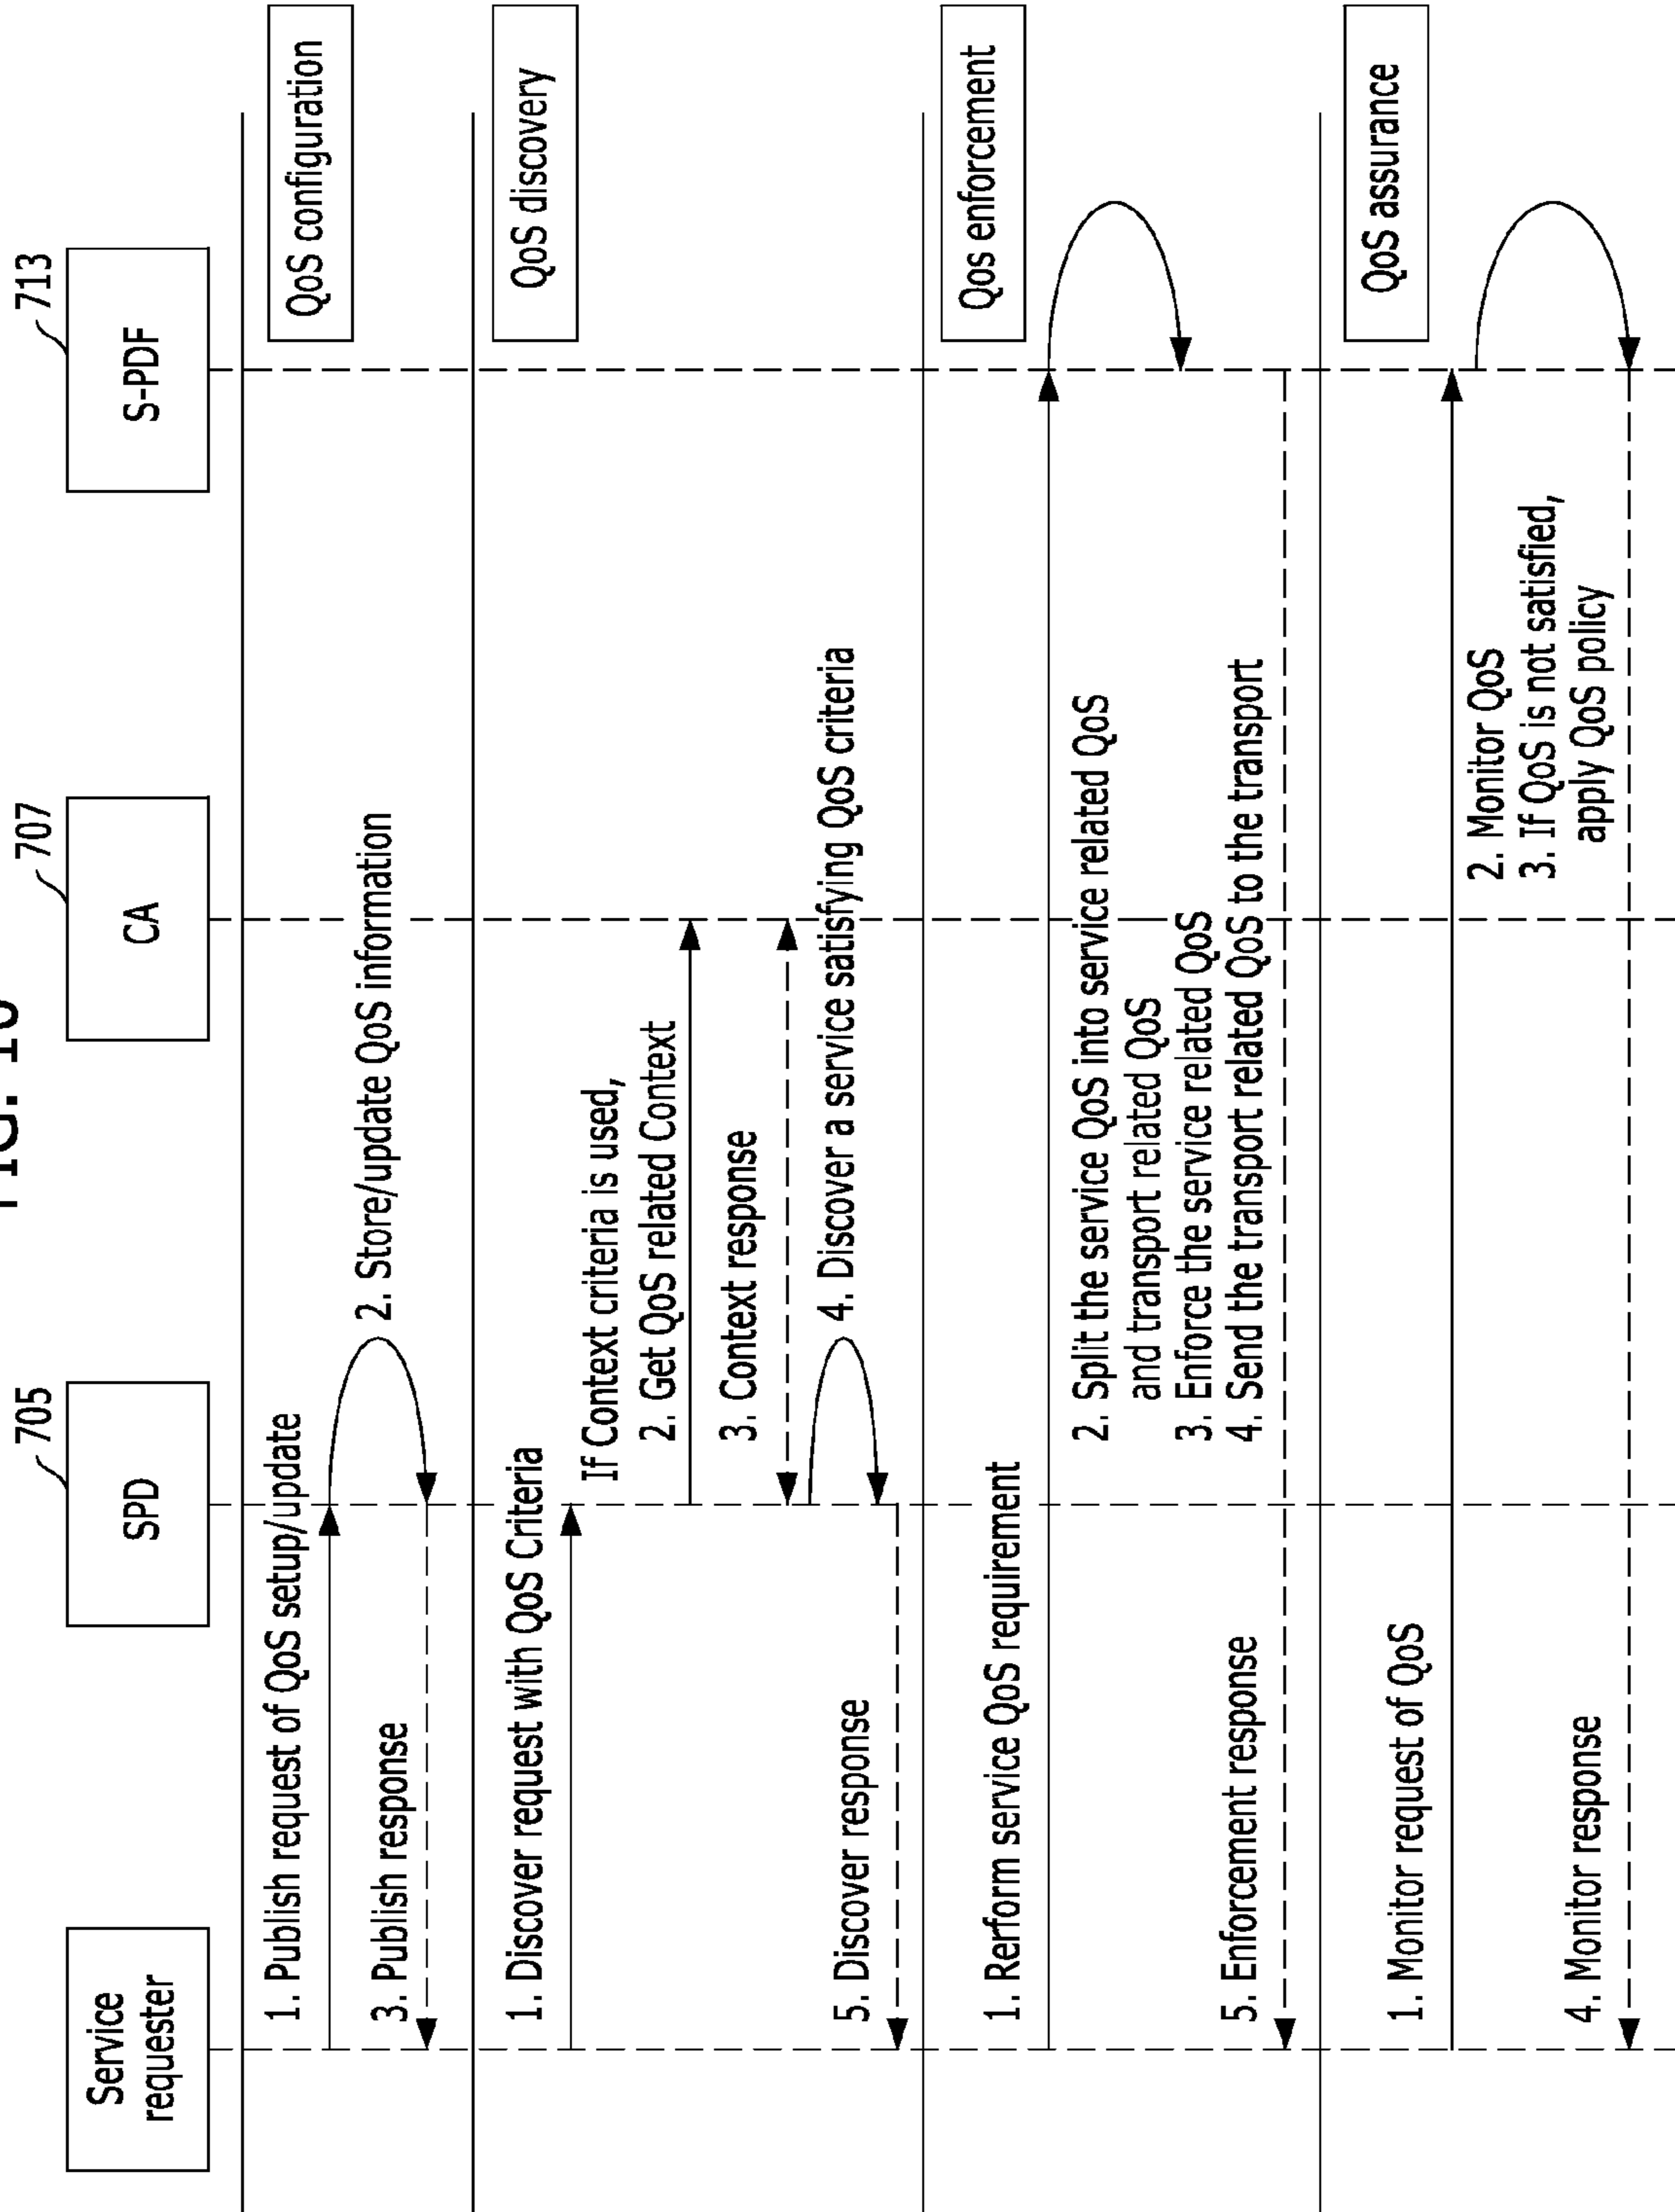 FIG. 10
Service
requester
SPD
705
CA
707
S-PDF
713
QoS configuration
1. Publish request of QoS setup/update
2. Store/update QoS information
3. Publish response
QoS discovery
1. Discover request with QoS Criteria
If Context criteria is used,
2. Get QoS related Context
3. Context response
4. Discover a service satisfying QoS criteria
5. Discover response
Qos enforcement
1. Rerform service QoS requirement
2. Split the service QoS into service related QoS
and transport related QoS
3. Enforce the service related QoS
4. Send the transport related QoS to the transport
5. Enforcement response
QoS assurance
1. Monitor request of QoS
2. Monitor QoS
3. If QoS is not satisfied,
apply QoS policy
4. Monitor response